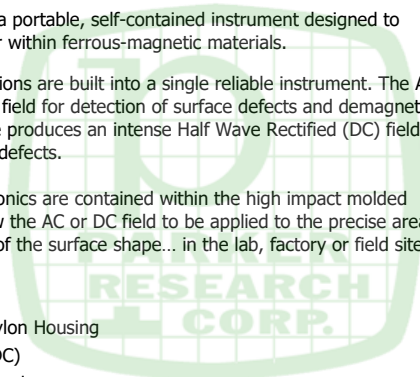 a portable, self-contained instrument designed to
within ferrous-magnetic materials.
ions are built into a single reliable instrument. The A
field for detection of surface defects and demagnet
e produces an intense Half Wave Rectified (DC) field
defects.
onics are contained within the high impact molded
w the AC or DC field to be applied to the precise area
of the surface shape... in the lab, factory or field site
ylon Housing
DC)
PARKER
RESEARCH
CORP.